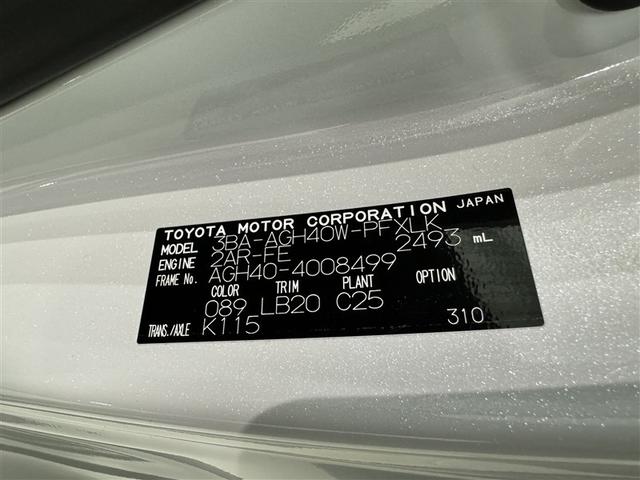 TOYOTA MOTOR CORPORATION JAPAN
MODEL 3BA-AGH40W-PFXLK
ENGINE 2AR-FE 2493 mL
FRAME No. AGH40-4008499
COLOR TRIM PLANT OPTION
089 LB20 C25
TRANS./AXLE K115 310